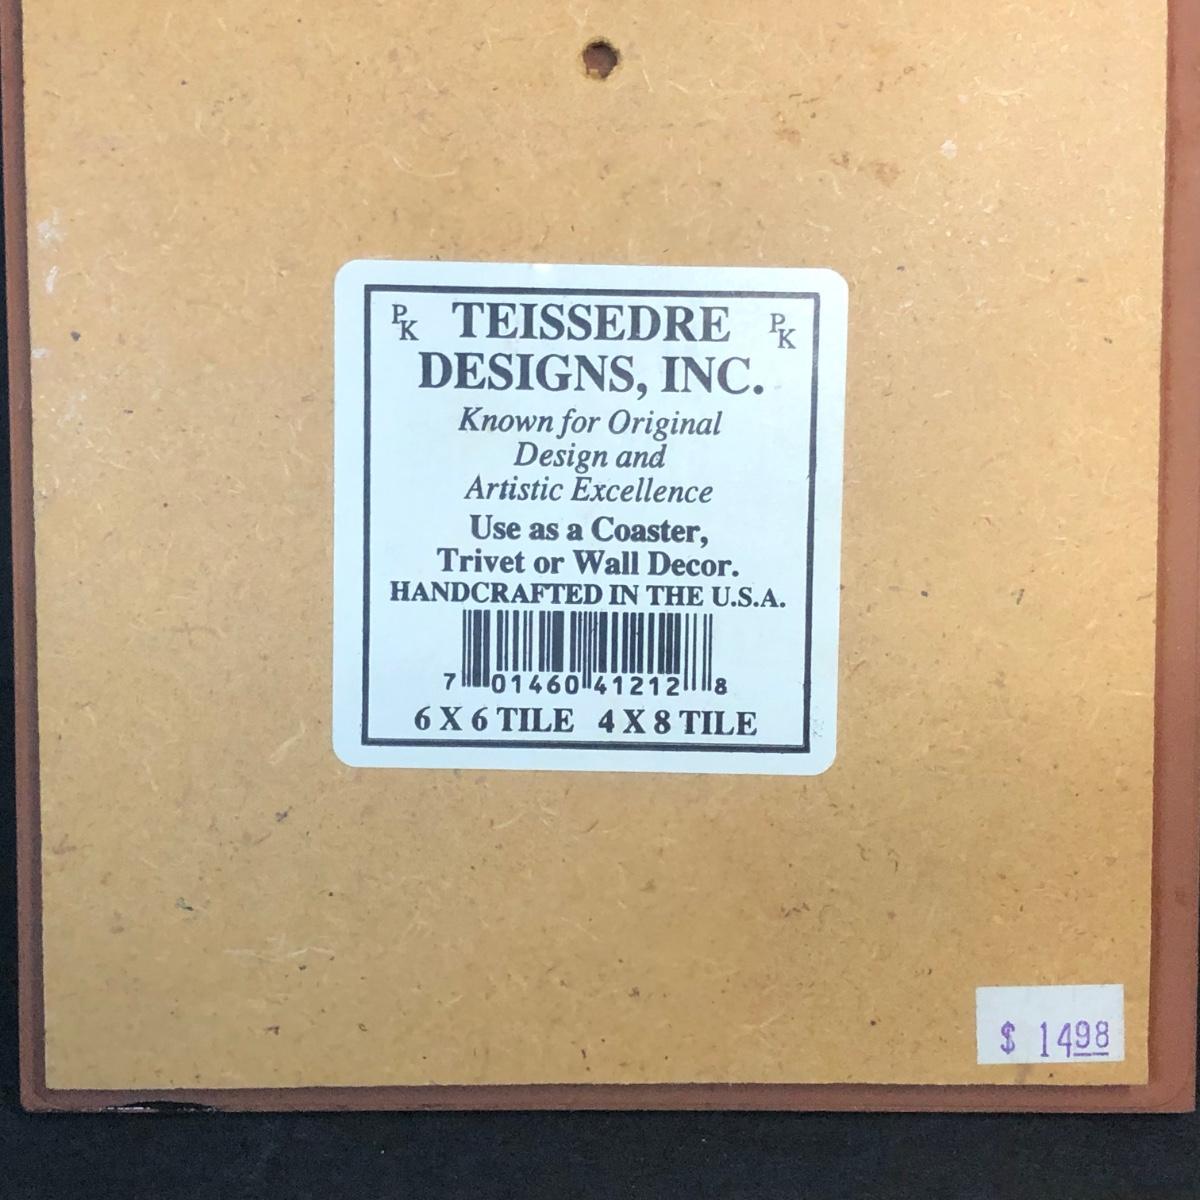 PK TEISSEDRE PK
DESIGNS, INC.
Known for Original
Design and
Artistic Excellence
Use as a Coaster,
Trivet or Wall Decor.
HANDCRAFTED IN THE U.S.A.
7 01460 41212 8
6 X 6 TILE 4 X 8 TILE
$ 1498